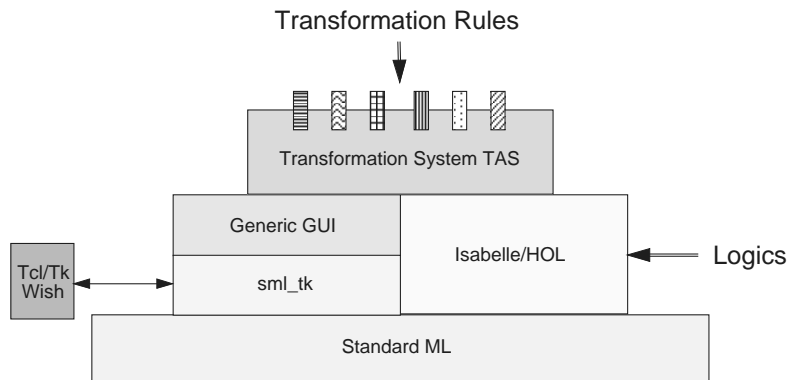 Transformation Rules
Transformation System TAS
Generic GUI
Isabelle/HOL
Logics
Tcl/Tk
Wish
sml_tk
Standard ML